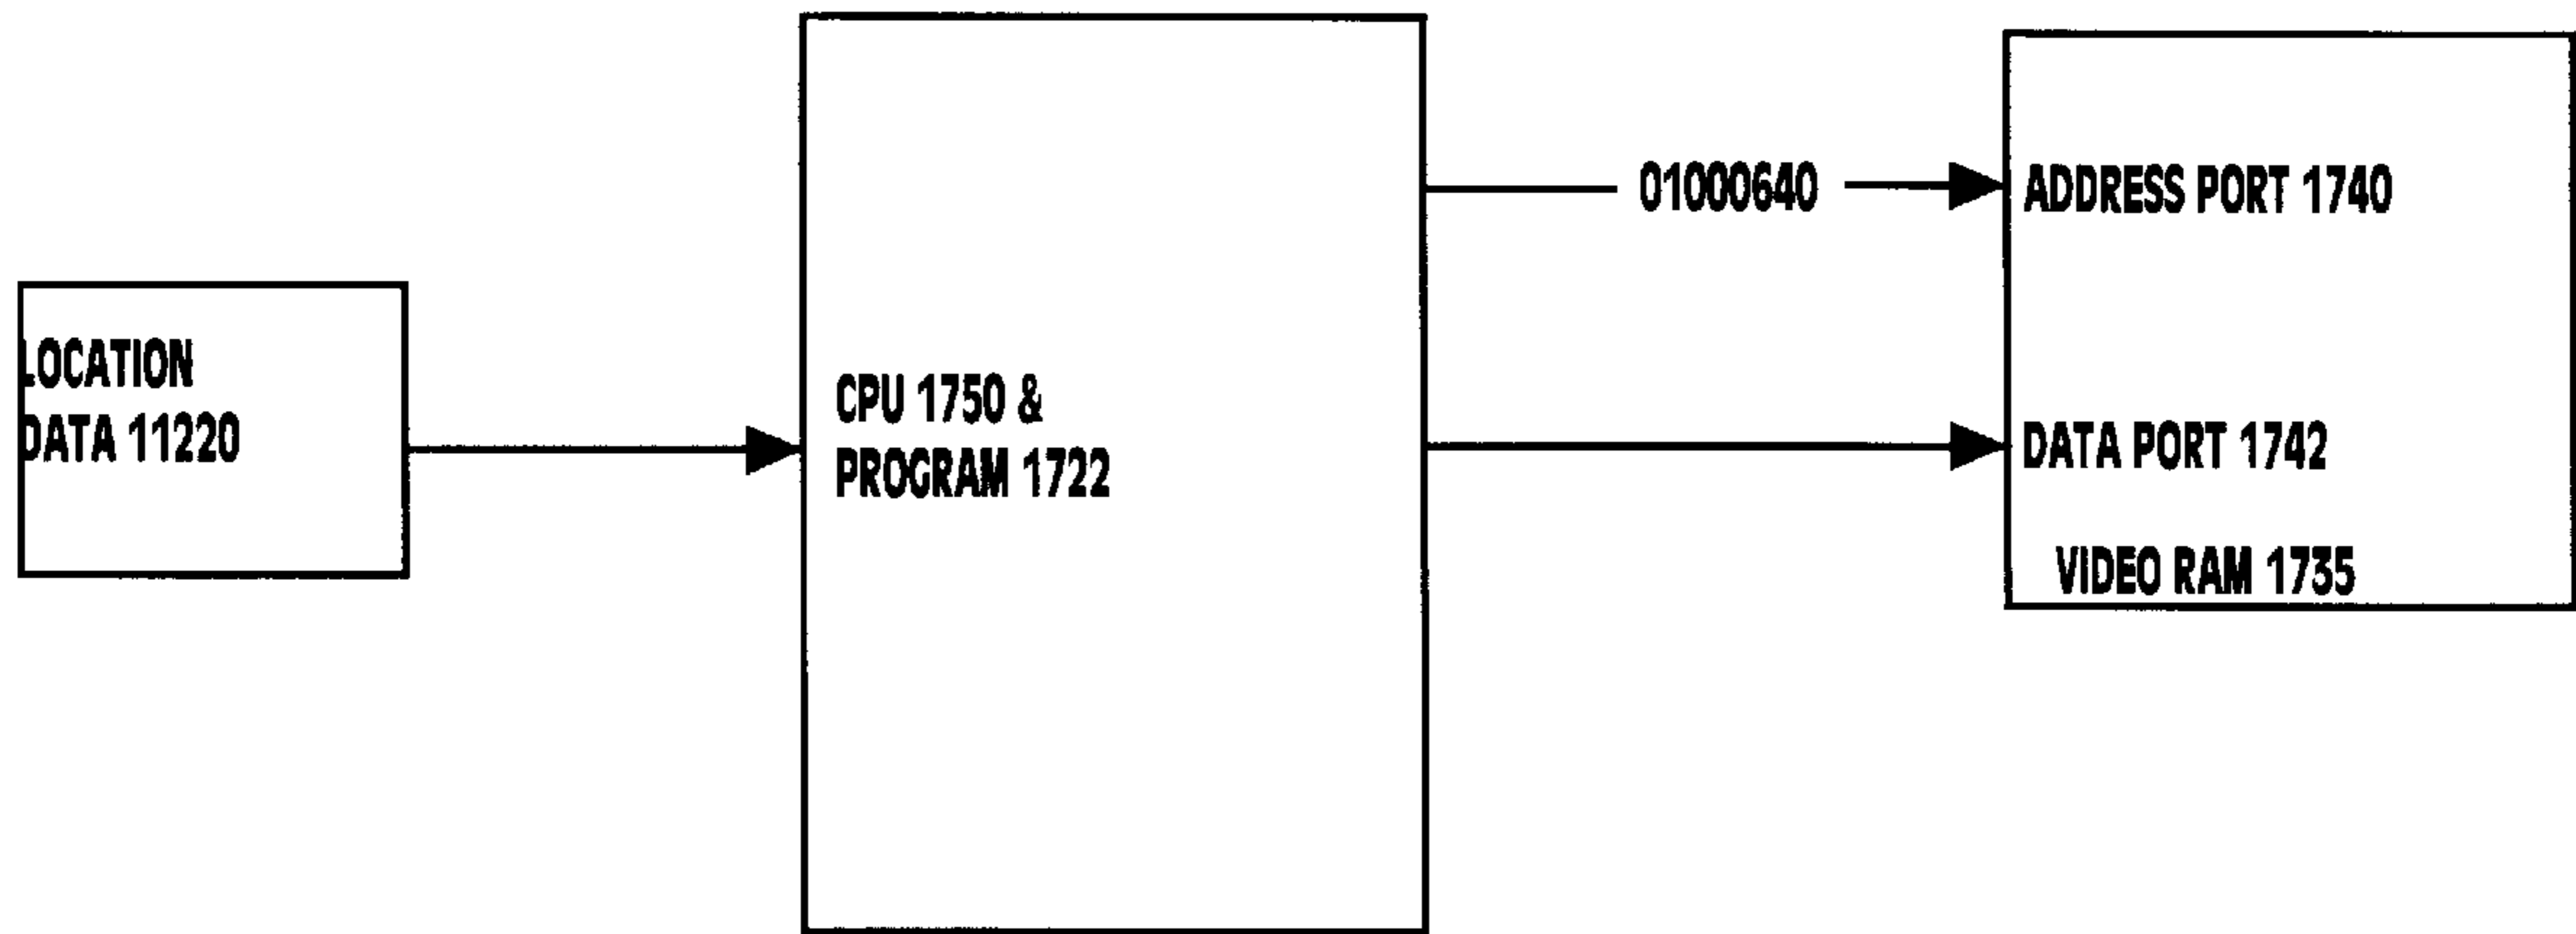 LOCATION
DATA 11220
CPU 1750 &
PROGRAM 1722
01000640
ADDRESS PORT 1740
DATA PORT 1742
VIDEO RAM 1735